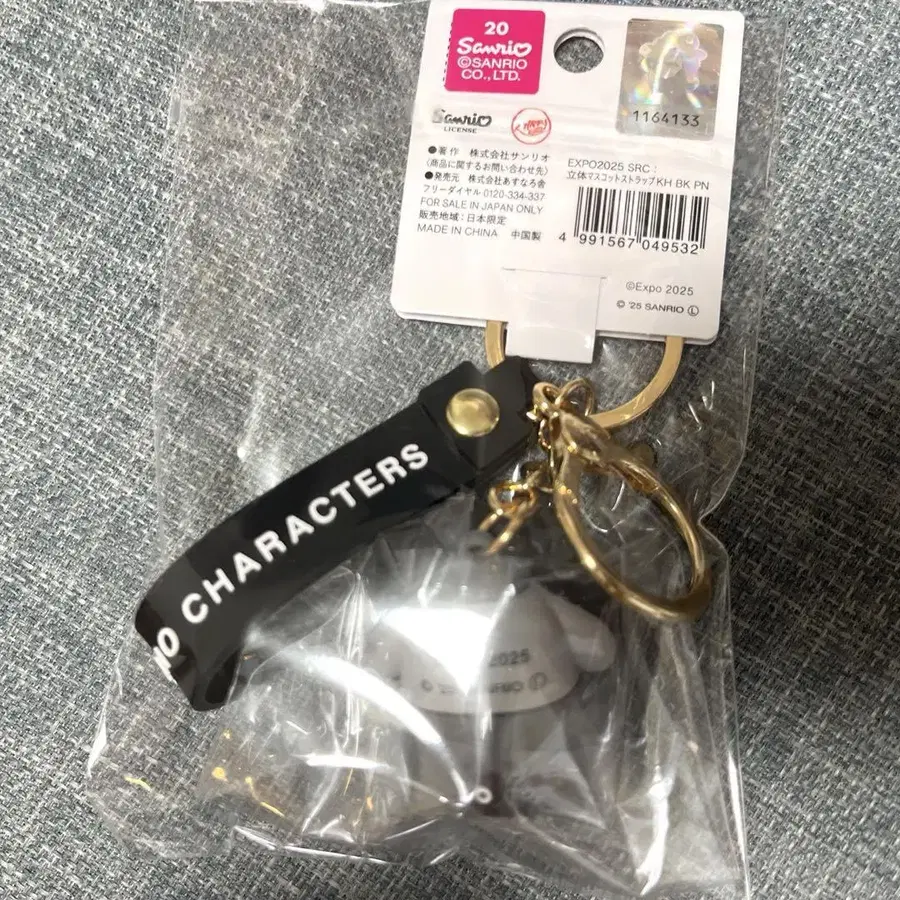 20
Sanrio
©SANRIO
CO.,LTD.
1164133
Sanrio
LICENSE
●著作 株式会社サンリオ
(商品に関するお問い合わせ先)
●発売元 株式会社あすなろ舎
フリーダイヤル 0120-334-337
FOR SALE IN JAPAN ONLY
販売地域:日本限定
MADE IN CHINA 中国製
EXPO2025 SRC :
立体マスコットストラップKH BK PN
4 991567 049532
©Expo 2025
© '25 SANRIO Ⓛ
CHARACTERS
2025